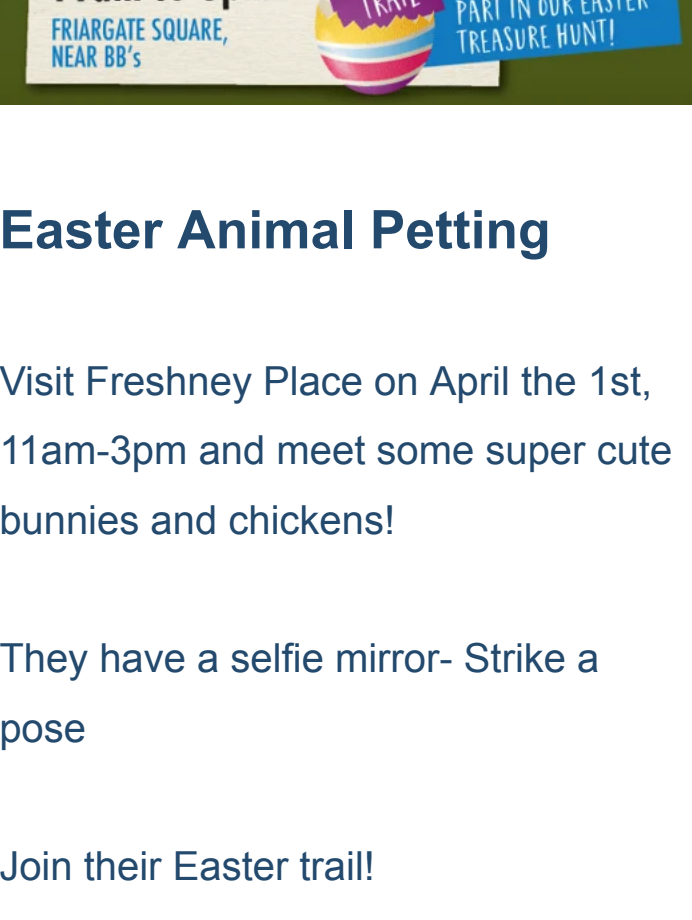 FRIARGATE SQUARE,
NEAR BB's
TRAIL
PART IN OUR EASTER
TREASURE HUNT!
Easter Animal Petting
Visit Freshney Place on April the 1st,
11am-3pm and meet some super cute
bunnies and chickens!
They have a selfie mirror- Strike a
pose
Join their Easter trail!